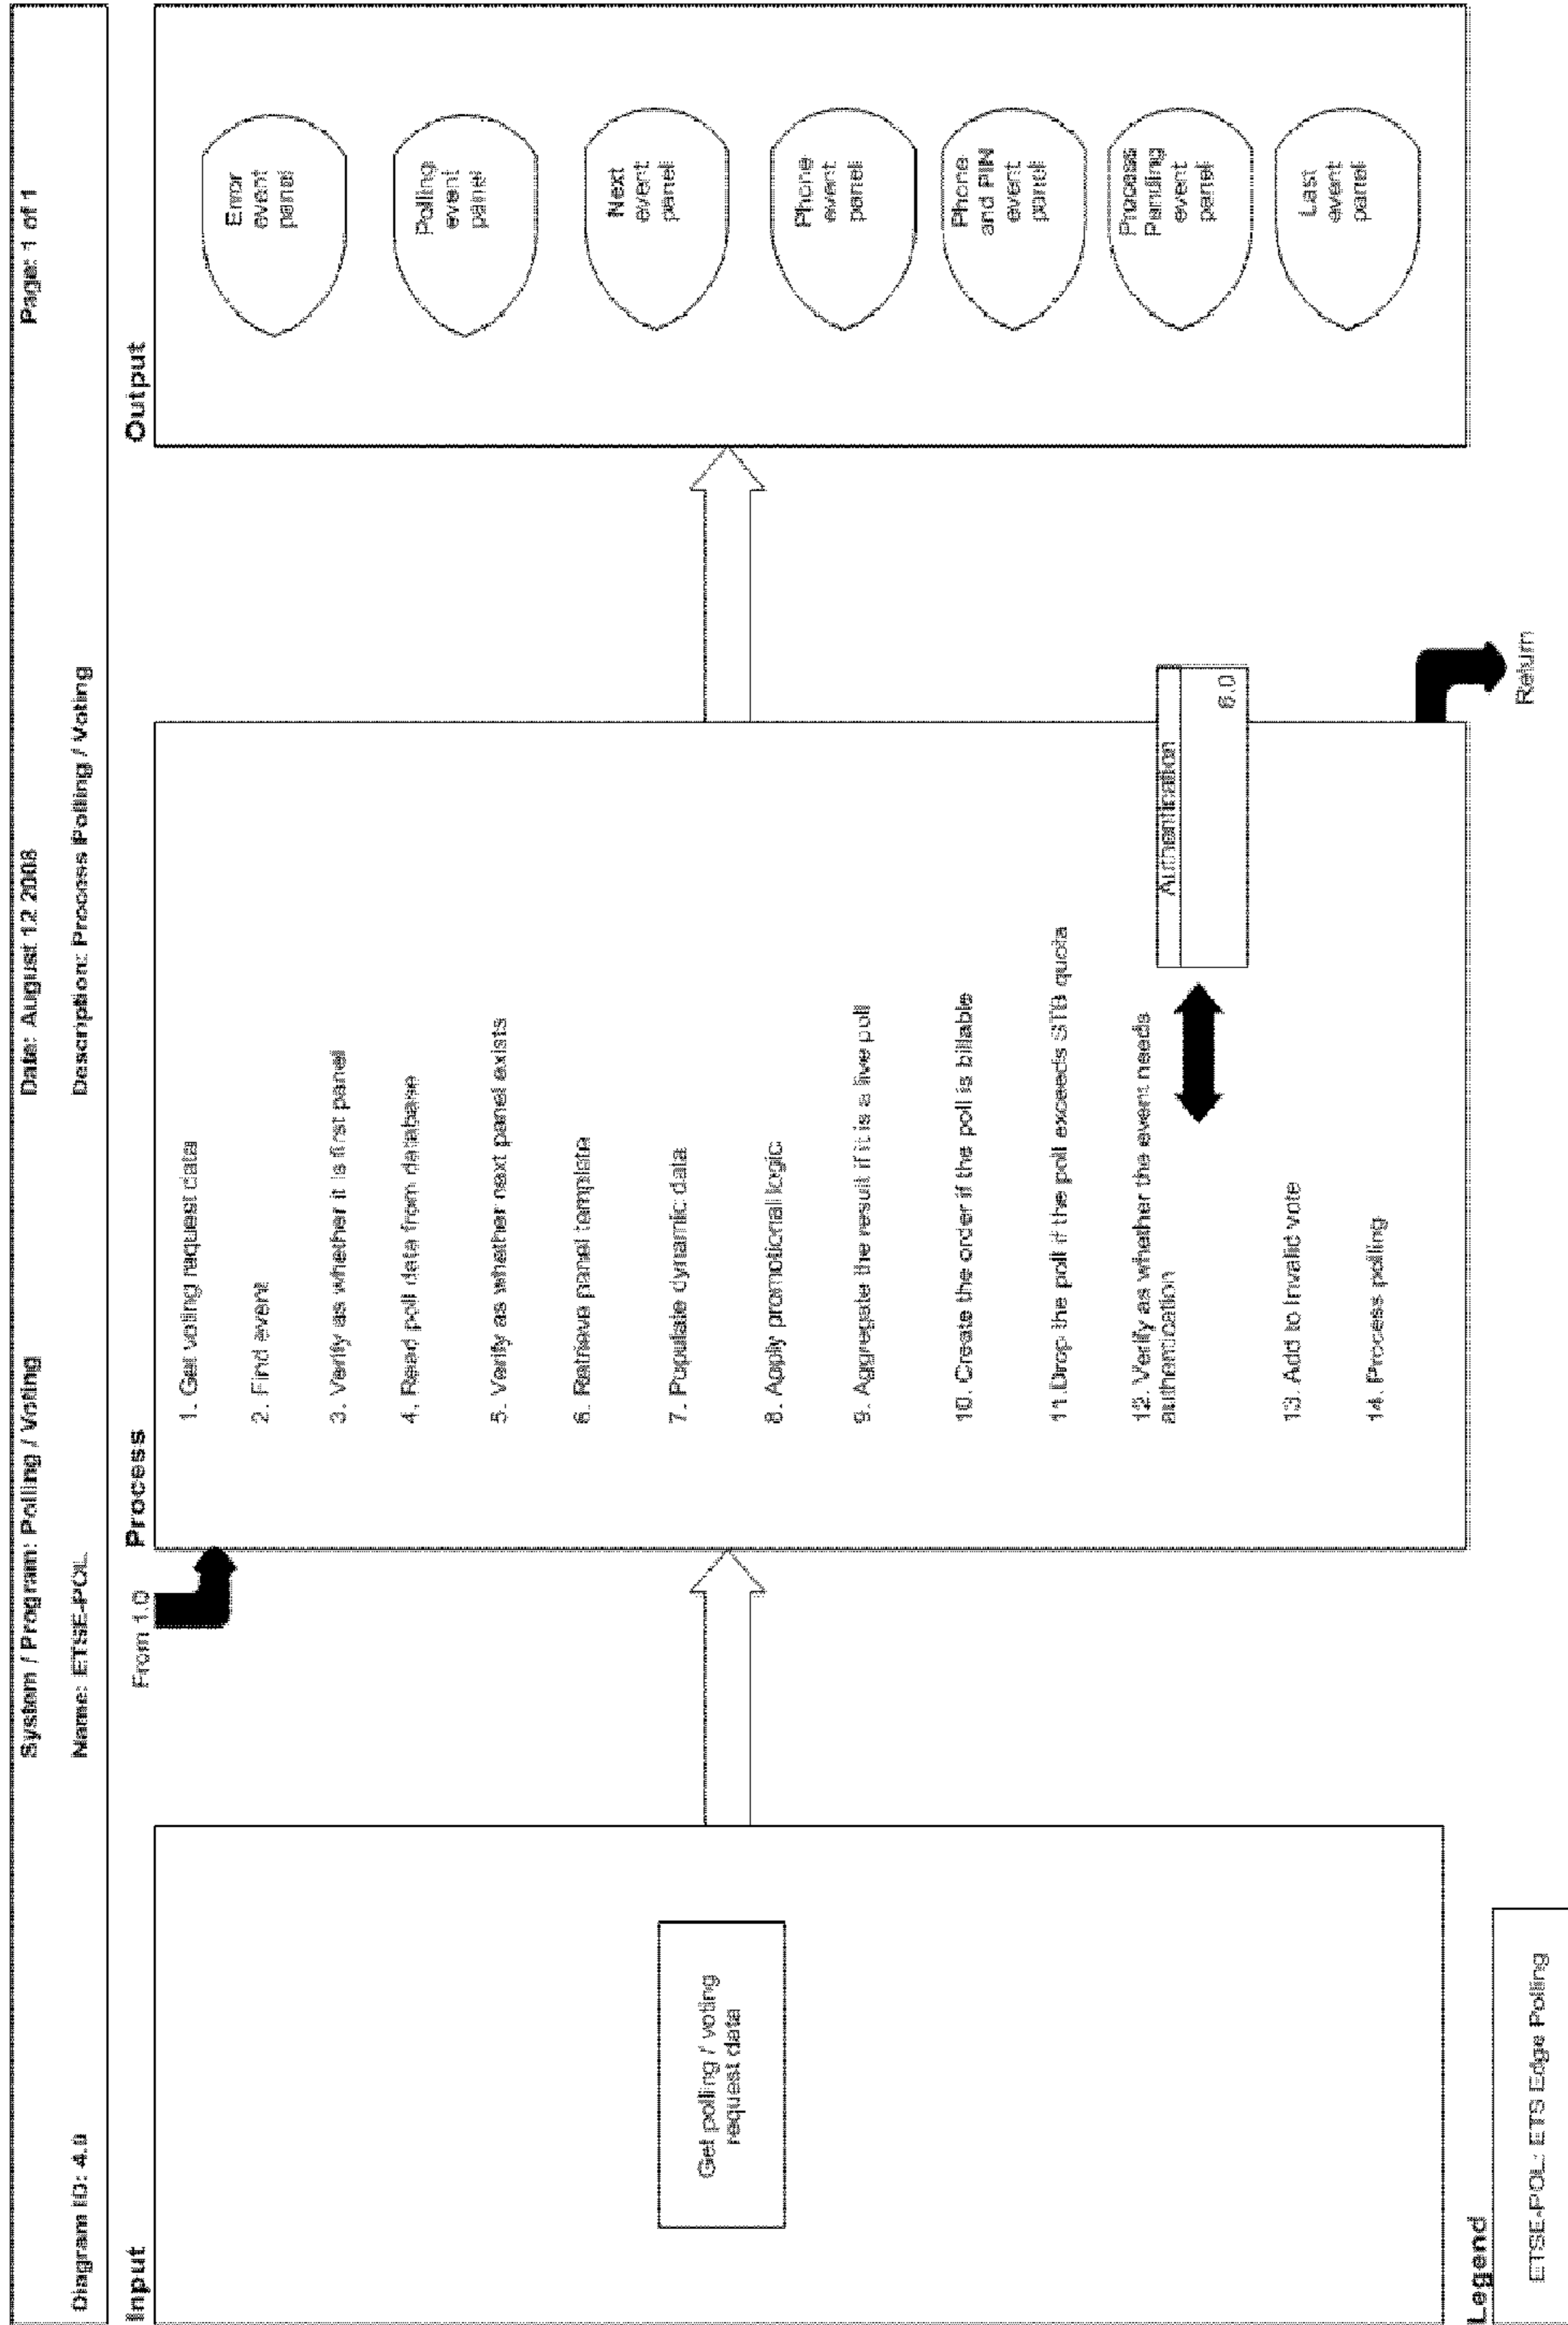 System / Program: Polling / Voting
Date: August 12 2008
Page: 1 of 1
Diagram ID: 4.0
Name: ETSE-POL
Description: Process Polling / Voting
Input
Get polling / voting
request data
From 1.0
Process
1. Get voting request data
2. Find event
3. Verify as whether it is first panel
4. Read poll data from database
5. Verify as whether next panel exists
6. Retrieve panel template
7. Populate dynamic data
8. Apply promotional logic
9. Aggregate the result if it is a live poll
10. Create the order if the poll is billable
11.Drop the poll if the poll exceeds STB quota
12. Verify as whether the event needs
authentication
Authentication
6.0
13. Add to Invalid vote
14. Process polling
Return
Output
Error
event
panel
Polling
event
panel
Next
event
panel
Phone
event
panel
Phone
and PIN
event
panel
Process
Pending
event
panel
Last
event
panel
Legend
ETSE-POL: ETS Edge Polling